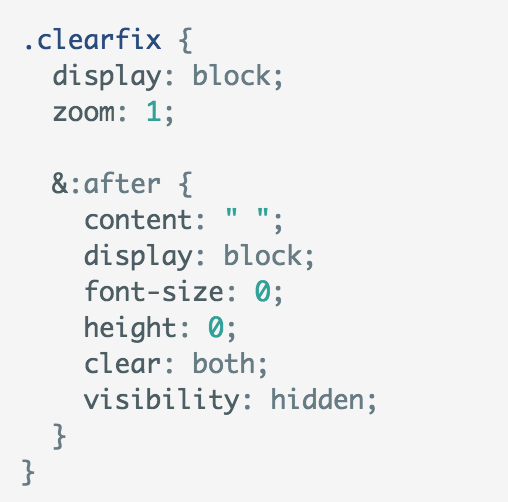 .clearfix {
  display: block;
  zoom: 1;

  &:after {
    content: " ";
    display: block;
    font-size: 0;
    height: 0;
    clear: both;
    visibility: hidden;
  }
}